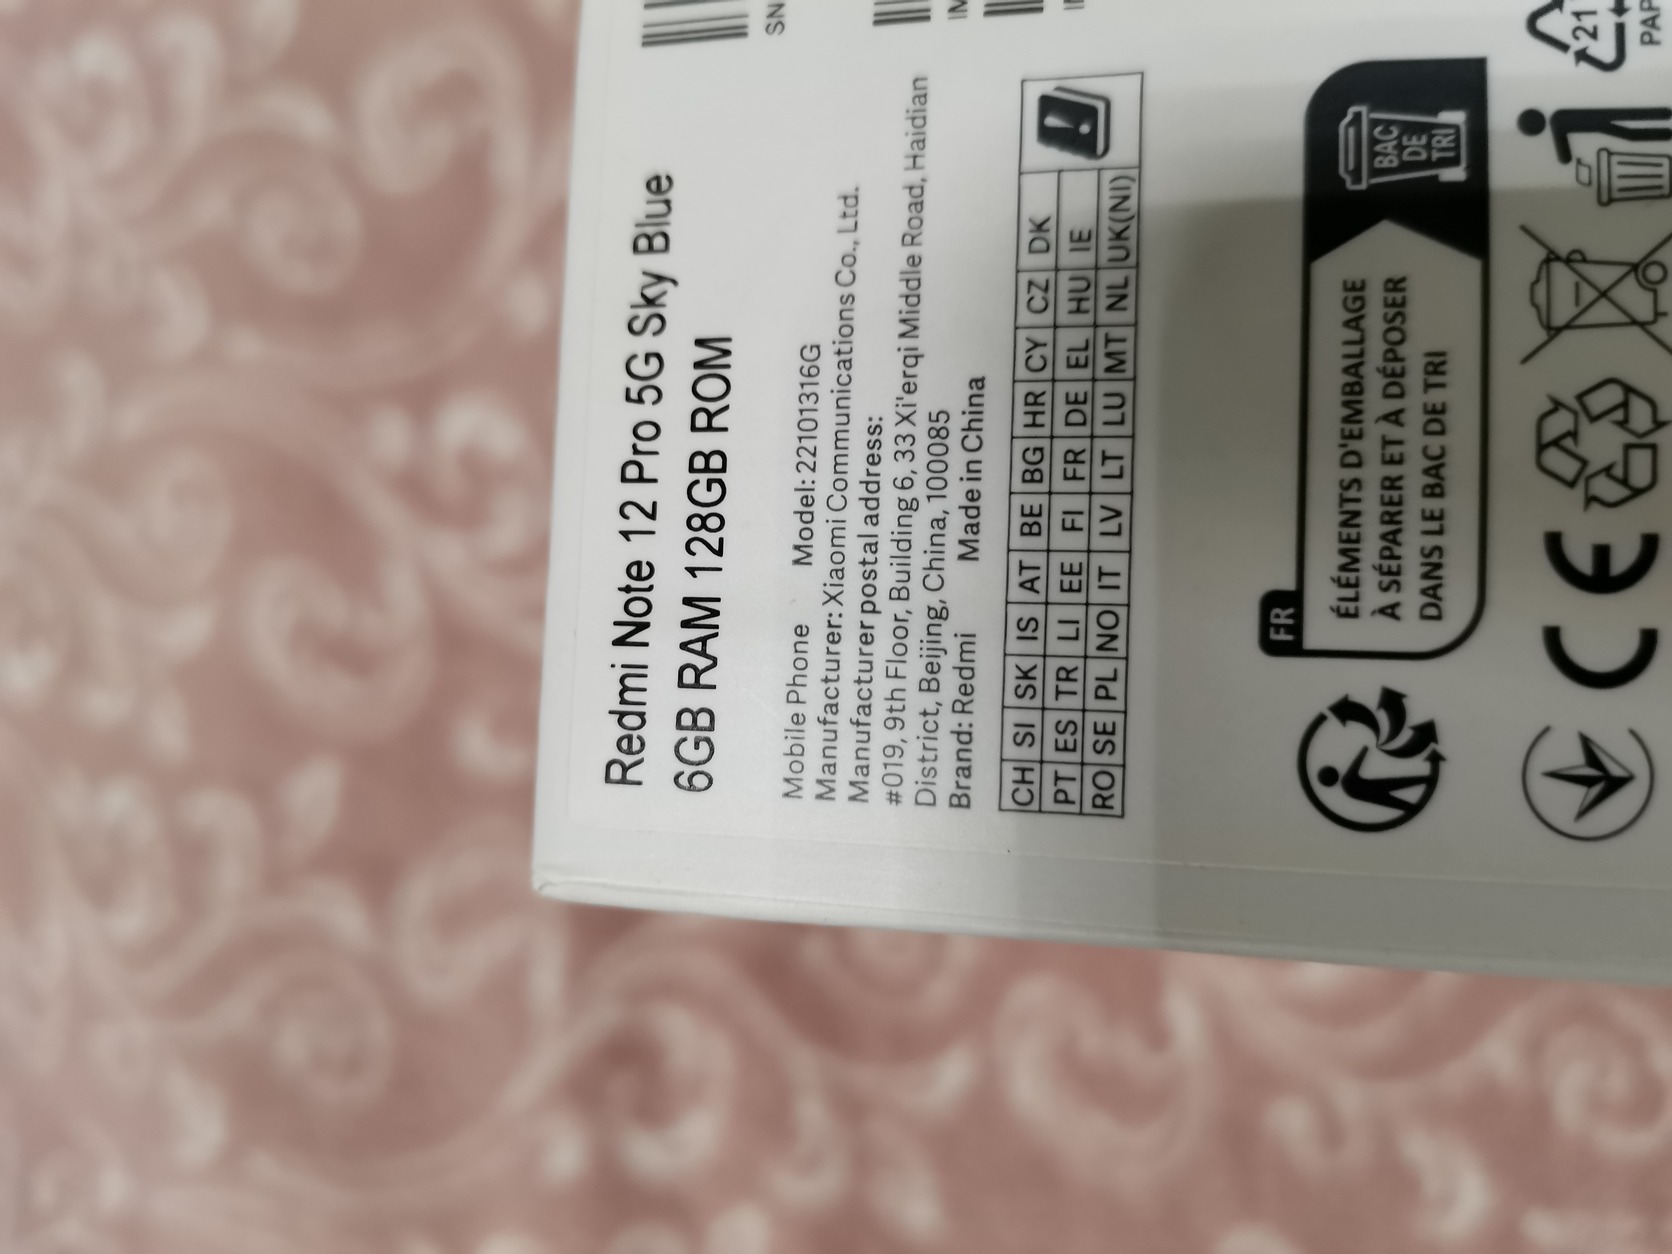 Redmi Note 12 Pro 5G Sky Blue
6GB RAM 128GB ROM
SN
Mobile Phone Model: 22101316G
Manufacturer: Xiaomi Communications Co., Ltd.
Manufacturer postal address:
#019, 9th Floor, Building 6, 33 Xi'erqi Middle Road, Haidian
District, Beijing, China, 100085
Brand: Redmi Made in China
CH SI SK IS AT BE BG HR CY CZ DK
PT ES TR LI EE FI FR DE EL HU IE
RO SE PL NO IT LV LT LU MT NL UK(NI)
FR
ÉLÉMENTS D'EMBALLAGE
À SÉPARER ET À DÉPOSER
DANS LE BAC DE TRI
BAC
DE
TRI
CE
21
PAP